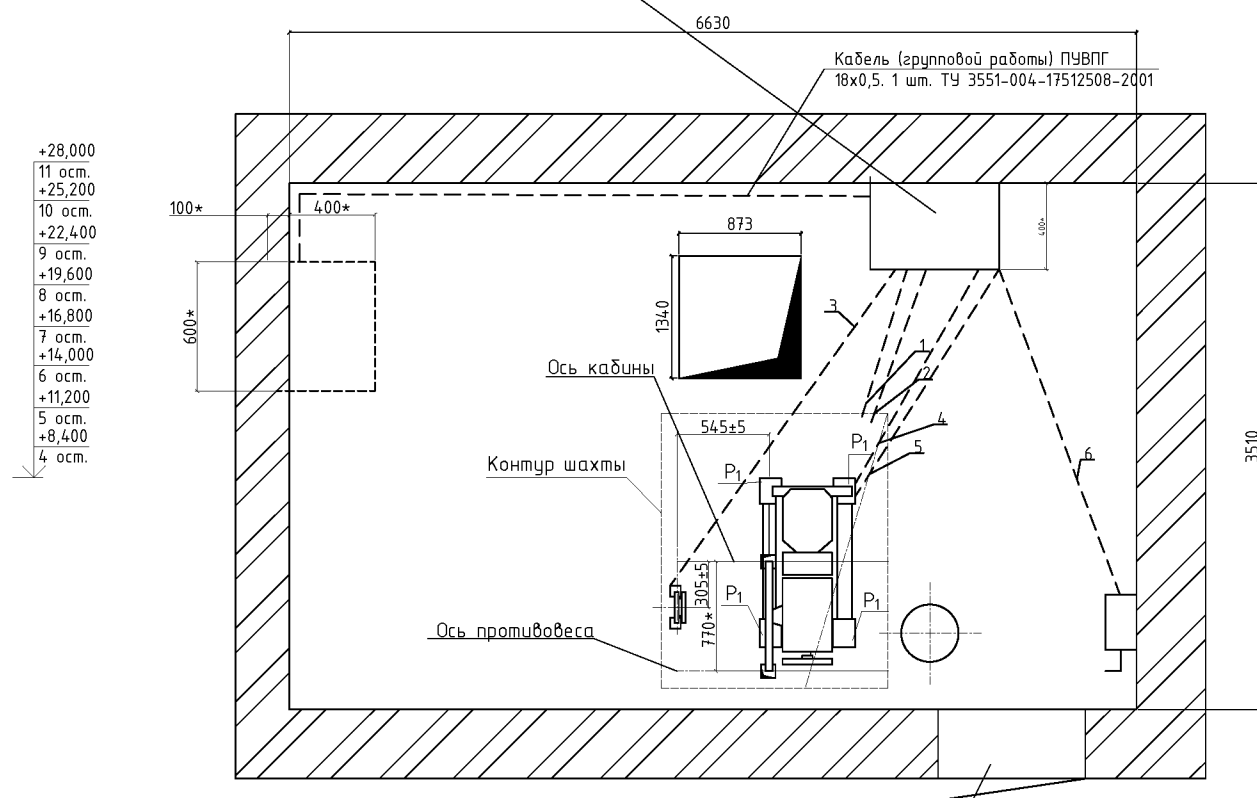 6630
Кабель (групповой работы) ПУВПГ
18х0,5. 1 шт. ТУ 3551-004-17512508-2001
+28,000
11 ост.
+25,200
10 ост.
+22,400
9 ост.
+19,600
8 ост.
+16,800
7 ост.
+14,000
6 ост.
+11,200
5 ост.
+8,400
4 ост.
100*
400*
600*
873
1340
400*
3
1
2
4
5
6
Ось кабины
545±5
Контур шахты
P1
P1
305±5
770*
P1
P1
Ось противовеса
3510